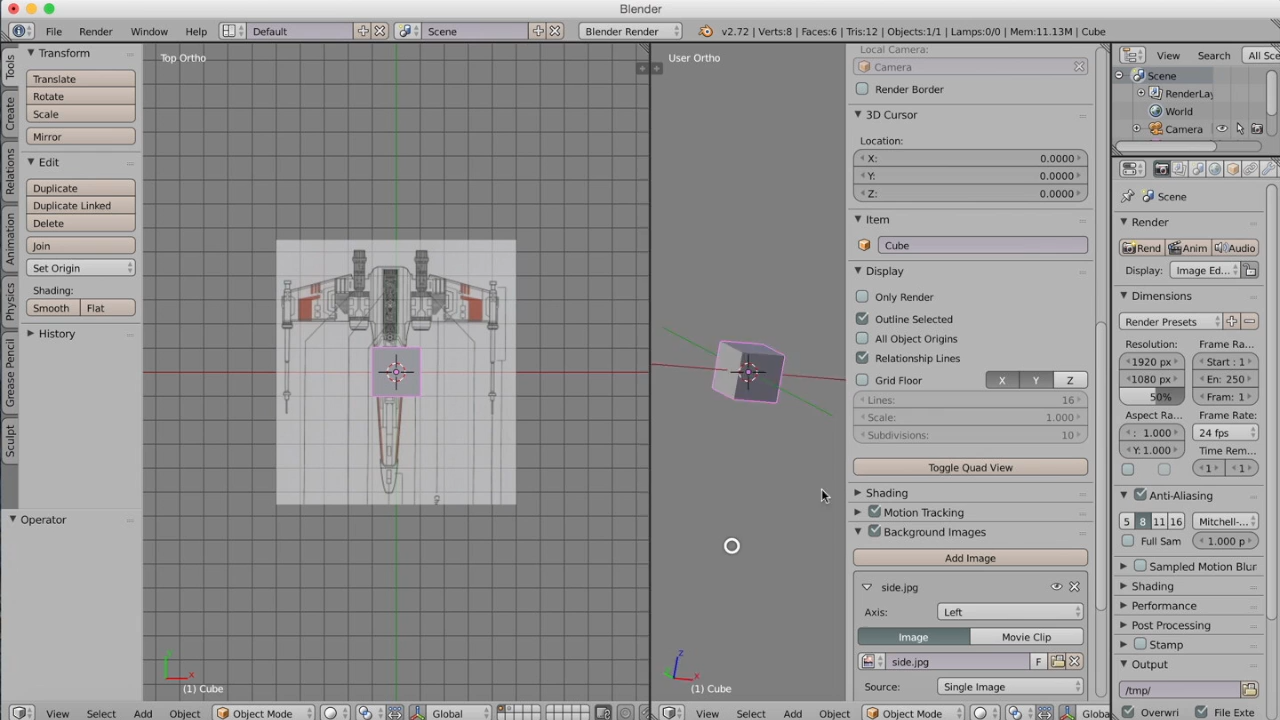 Blender
File Render Window Help Default Scene Blender Render v2.72 | Verts:8 | Faces:6 | Tris:12 | Objects:1/1 | Lamps:0/0 | Mem:11.13M | Cube
Tools
Create
Relations
Animation
Physics
Grease Pencil
Sculpt
Transform
Translate
Rotate
Scale
Mirror
Edit
Duplicate
Duplicate Linked
Delete
Join
Set Origin
Shading:
Smooth Flat
History
Operator
Top Ortho
(1) Cube
User Ortho
(1) Cube
Local Camera:
Camera
Render Border
3D Cursor
Location:
X: 0.0000
Y: 0.0000
Z: 0.0000
Item
Cube
Display
Only Render
Outline Selected
All Object Origins
Relationship Lines
Grid Floor X Y Z
Lines: 16
Scale: 1.000
Subdivisions: 10
Toggle Quad View
Shading
Motion Tracking
Background Images
Add Image
side.jpg
Axis: Left
Image Movie Clip
side.jpg F
Source: Single Image
View Search All Sce
Scene
RenderLay
World
Camera
Scene
Render
Rend Anim Audio
Display: Image Ed...
Dimensions
Render Presets
Resolution: Frame Ra...
1920 px Start : 1
1080 px En: 250
50% Fram: 1
Aspect Ra... Frame Rate:
: 1.000 24 fps
Y: 1.000 Time Rem...
1 1
Anti-Aliasing
5 8 11 16 Mitchell-...
Full Sam 1.000 p
Sampled Motion Blur
Shading
Performance
Post Processing
Stamp
Output
/tmp/
Overwri File Exte
View Select Add Object Object Mode Global
View Select Add Object Object Mode Globa